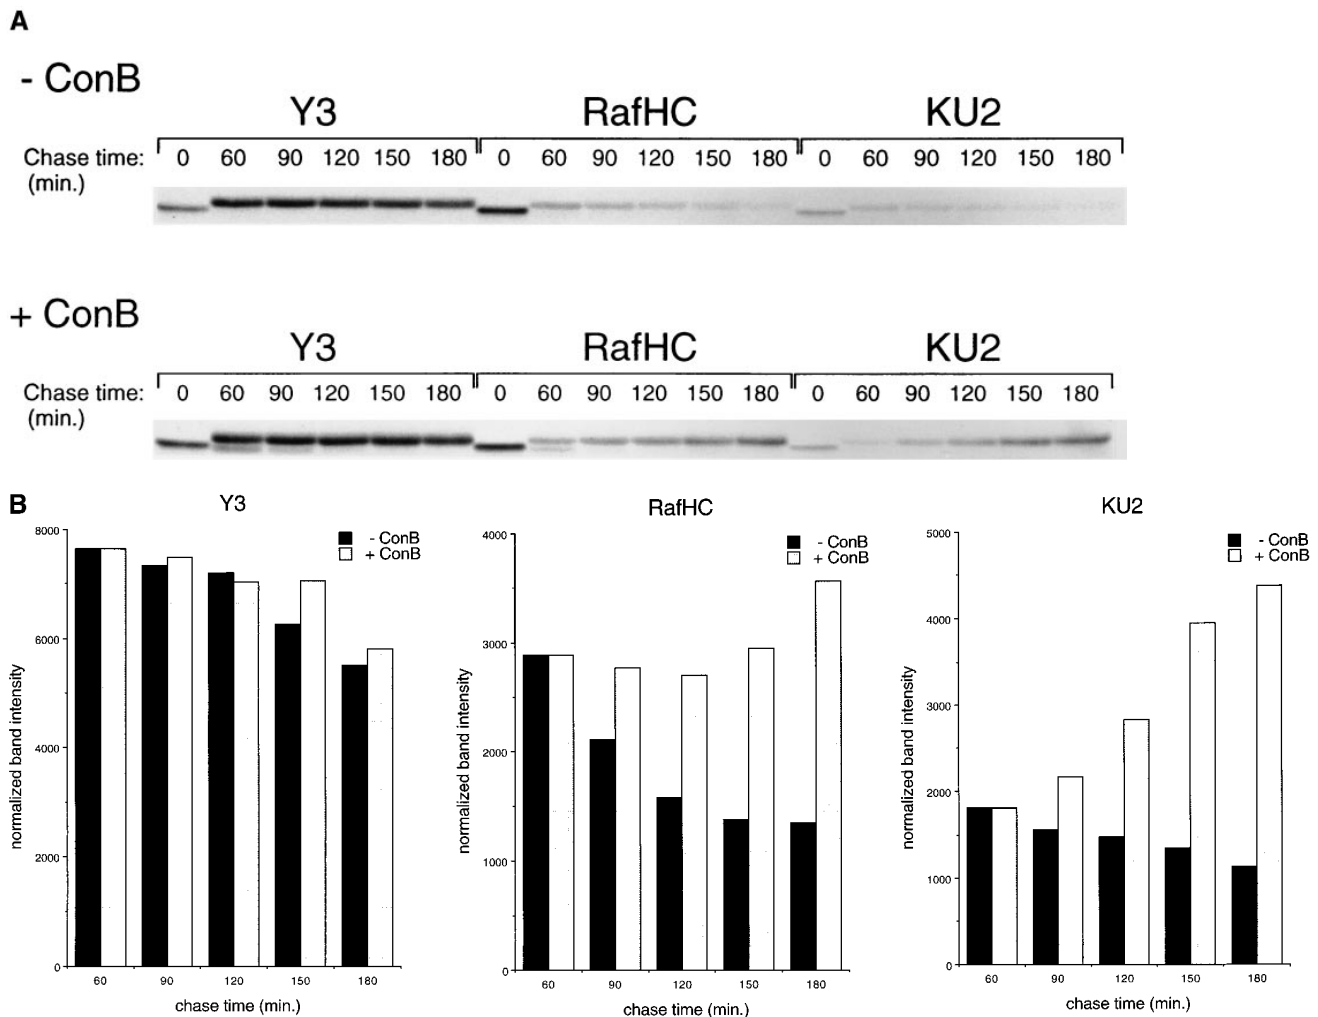 A
- ConB
Y3 RafHC KU2
Chase time: 0 60 90 120 150 180 0 60 90 120 150 180 0 60 90 120 150 180
(min.)
+ ConB
Y3 RafHC KU2
Chase time: 0 60 90 120 150 180 0 60 90 120 150 180 0 60 90 120 150 180
(min.)
B
Y3
8000
6000
4000
2000
0
normalized band intensity
- ConB
+ ConB
60 90 120 150 180
chase time (min.)
RafHC
4000
3000
2000
1000
0
normalized band intensity
- ConB
+ ConB
60 90 120 150 180
chase time (min.)
KU2
5000
4000
3000
2000
1000
0
normalized band intensity
- ConB
+ ConB
60 90 120 150 180
chase time (min.)